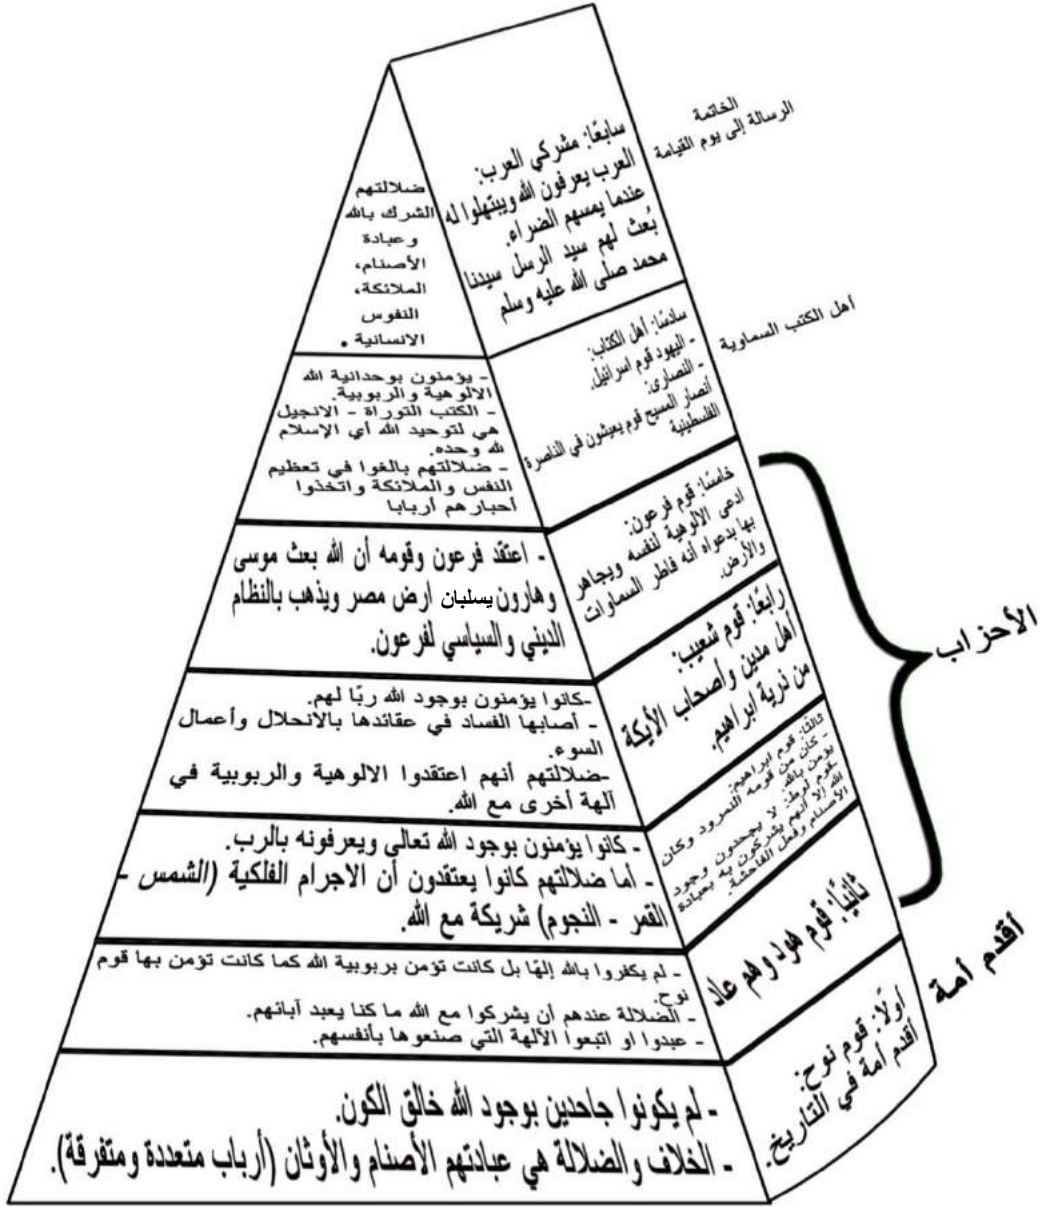 الخاتمة
الرسالة إلى يوم القيامة
سابعًا: مشركي العرب:
العرب يعرفون الله ويبتهلوا له
عندما يمسهم الضراء.
بُعث لهم سيد الرسل سيدنا
محمد صلى الله عليه وسلم
ضلالتهم
الشرك بالله
وعبادة
الأصنام،
الملائكة،
النفوس
الانسانية.
أهل الكتب السماوية
سادسًا: أهل الكتاب:
- اليهود قوم اسرائيل.
- النصارى:
أنصار المسيح قوم يعيشون في الناصرة
الفلسطينية
- يؤمنون بوحدانية الله
الالوهية والربوبية.
- الكتب التوراة - الانجيل
هي لتوحيد الله أي الإسلام
لله وحده.
- ضلالتهم بالغوا في تعظيم
النفس والملائكة واتخذوا
أحبارهم أربابا
الأحزاب
خامسًا: قوم فرعون:
ادعى الالوهية لنفسه ويجاهر
بها بدعواه أنه فاطر السماوات
والأرض.
- اعتقد فرعون وقومه أن الله بعث موسى
وهارون يسلبان ارض مصر ويذهب بالنظام
الديني والسياسي لفرعون.
رابعًا: قوم شعيب:
أهل مدين وأصحاب الأيكة
من ذرية ابراهيم.
-كانوا يؤمنون بوجود الله ربًا لهم.
- أصابها الفساد في عقائدها بالانحلال وأعمال
السوء.
-ضلالتهم أنهم اعتقدوا الالوهية والربوبية في
آلهة أخرى مع الله.
ثالثًا: قوم ابراهيم:
- كان من قومه النمرود وكان
يؤمن بالله
-قوم لوط: لا يجحدون وجود
الله إلا أنهم يشركون به بعبادة
الأصنام وفعل الفاحشة.
- كانوا يؤمنون بوجود الله تعالى ويعرفونه بالرب.
- أما ضلالتهم كانوا يعتقدون أن الاجرام الفلكية (الشمس -
القمر - النجوم) شريكة مع الله.
ثانيًا: قوم هود وهم عاد
- لم يكفروا بالله إلهًا بل كانت تؤمن بربوبية الله كما كانت تؤمن بها قوم
نوح.
- الضلالة عندهم أن يشركوا مع الله ما كنا يعبد آبائهم.
- عبدوا او اتبعوا الآلهة التي صنعوها بأنفسهم.
أقدم أمة
أولًا: قوم نوح:
أقدم أمة في التاريخ.
- لم يكونوا جاحدين بوجود الله خالق الكون.
- الخلاف والضلالة هي عبادتهم الأصنام والأوثان (أرباب متعددة ومتفرقة).